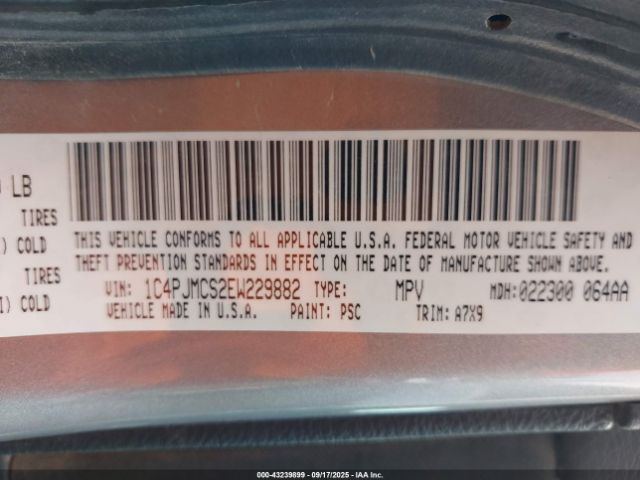 LB
TIRES
COLD
TIRES
I) COLD
THIS VEHICLE CONFORMS TO ALL APPLICABLE U.S.A. FEDERAL MOTOR VEHICLE SAFETY AND
THEFT PREVENTION STANDARDS IN EFFECT ON THE DATE OF MANUFACTURE SHOWN ABOVE.
VIN: 1C4PJMCS2EW229882 TYPE: MPV MDH:022300 064AA
VEHICLE MADE IN U.S.A. PAINT: PSC TRIM: A7X9
000-43239899 | 09/17/2025 | IAA Inc.